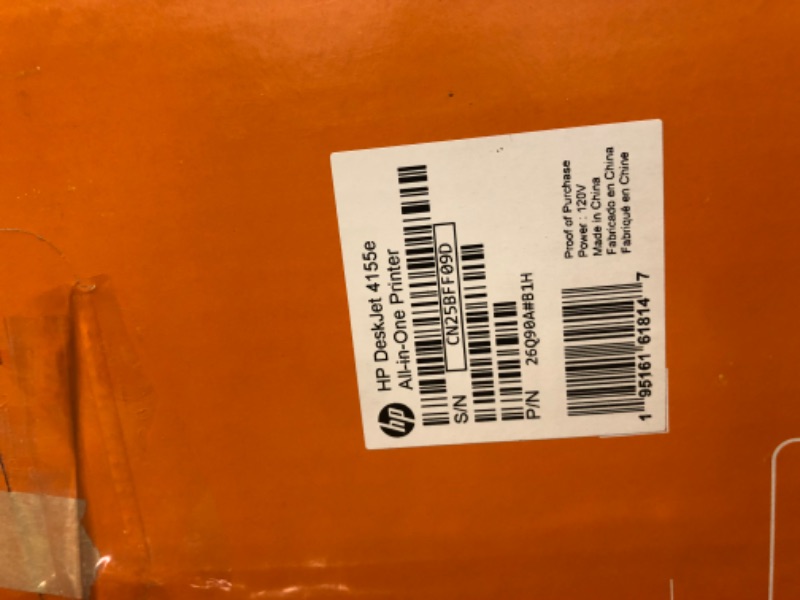 hp
HP DeskJet 4155e
All-in-One Printer
S/N CN25BFF09D
P/N 26Q90A#B1H
Proof of Purchase
Power : 120V
Made in China
Fabricado en China
Fabriqué en Chine
1 95161 61814 7